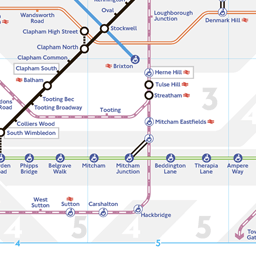 Wandsworth
Road
Oval
Loughborough
Junction
Denmark Hill
Clapham High Street
Stockwell
Clapham North
Clapham Common
Clapham South
Brixton
Herne Hill
Balham
Tulse Hill
Streatham
3
Tooting Bec
Tooting Broadway
Tooting
Colliers Wood
Mitcham Eastfields
South Wimbledon
Phipps
Bridge
Belgrave
Walk
Mitcham
Mitcham
Junction
Beddington
Lane
Therapia
Lane
Ampere
Way
4
West
Sutton
Sutton
Carshalton
Hackbridge
5
4
5
5
4
5